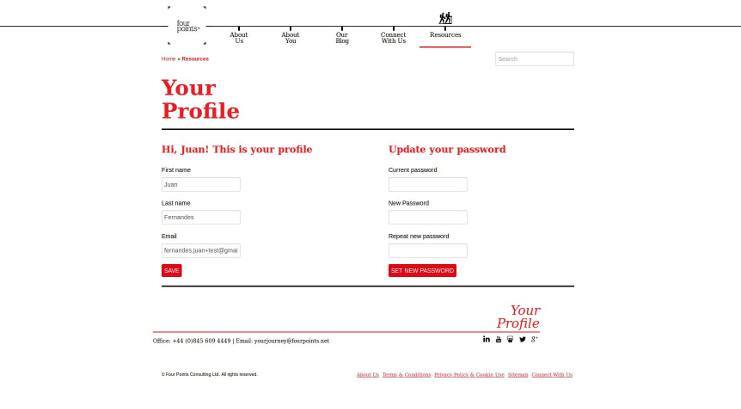 four
points
About
Us
About
You
Our
Blog
Connect
With Us
Resources
Home » Resources
Search
Your
Profile
Hi, Juan! This is your profile
Update your password
First name
Juan
Current password
Last name
Fernandes
New Password
Email
fernandes.juan+test@gmai
Repeat new password
SAVE
SET NEW PASSWORD
Your
Profile
Office: +44 (0)845 609 4449 | Email: yourjourney@fourpoints.net
© Four Points Consulting Ltd. All rights reserved.
About Us Terms & Conditions Privacy Policy & Cookie Use Sitemap Connect With Us